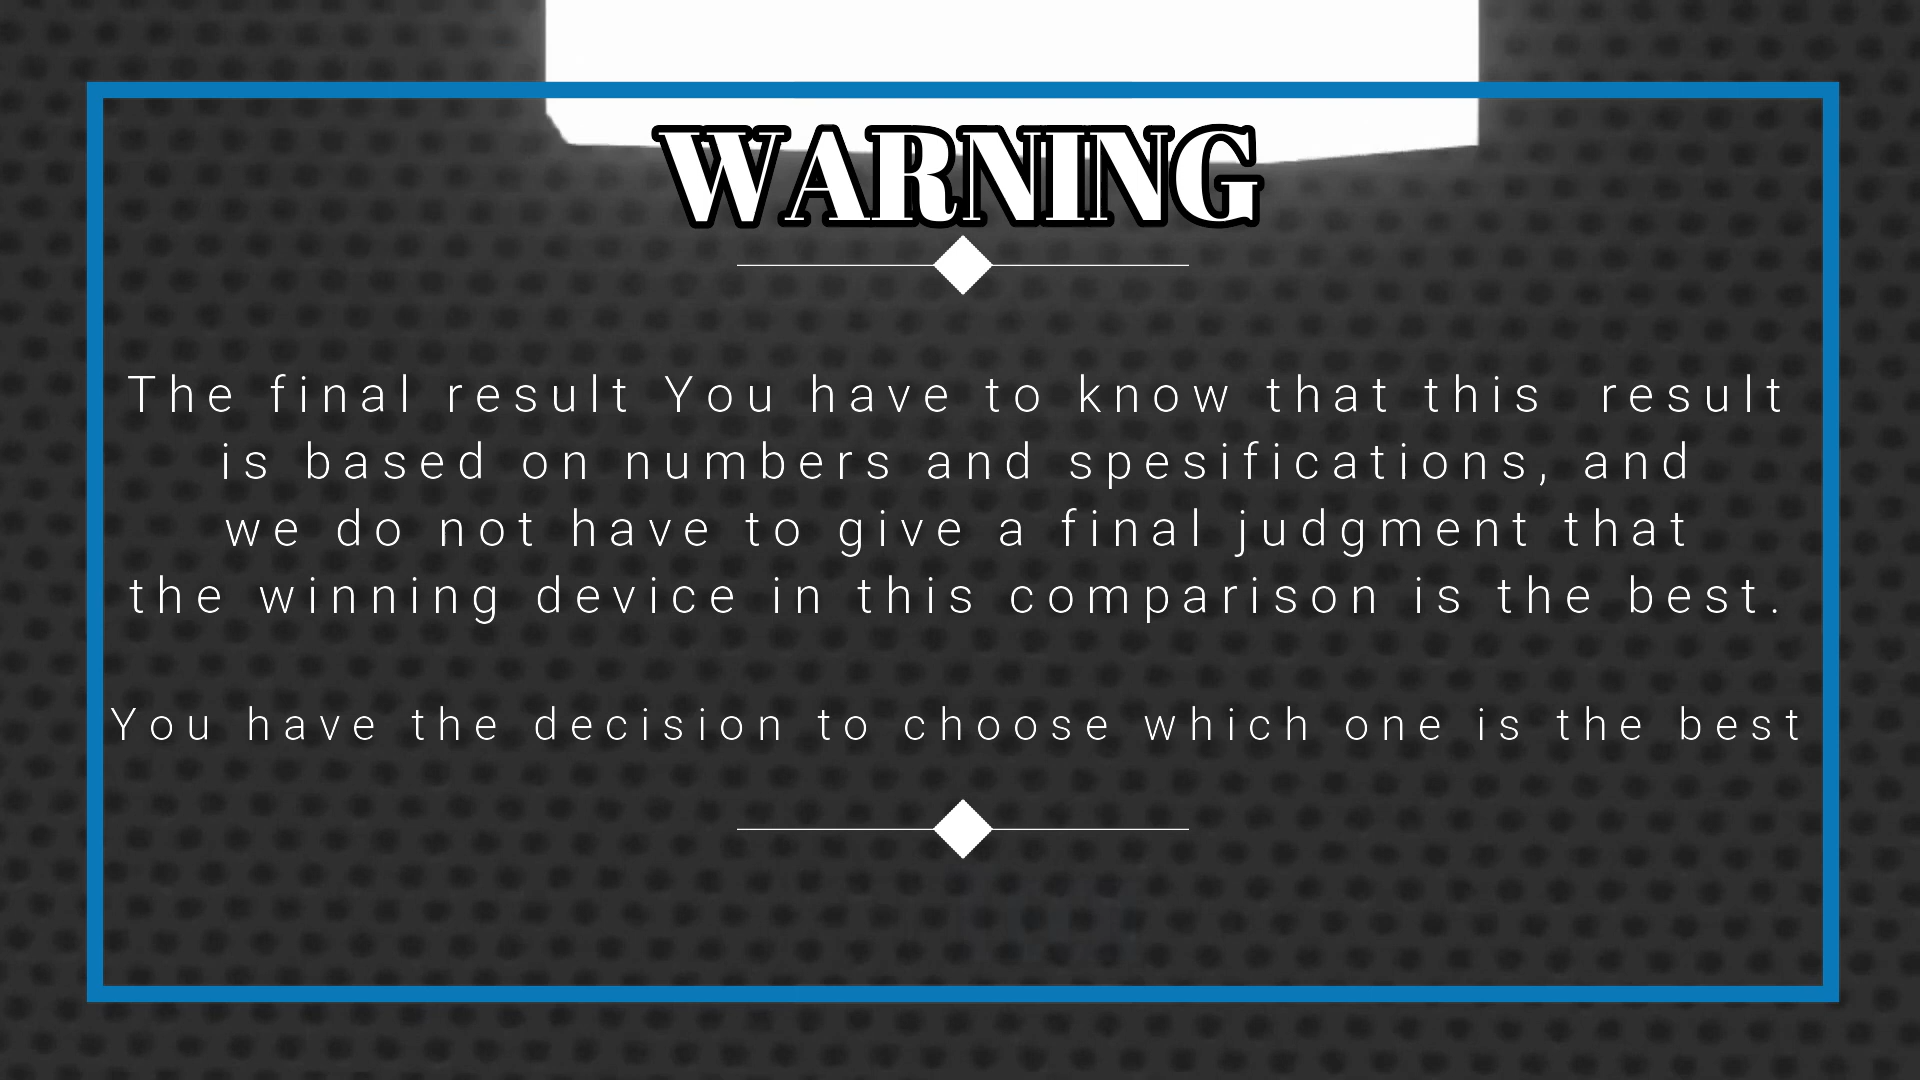 WARNING
The final result You have to know that this result
is based on numbers and spesifications, and
we do not have to give a final judgment that
the winning device in this comparison is the best.
You have the decision to choose which one is the best